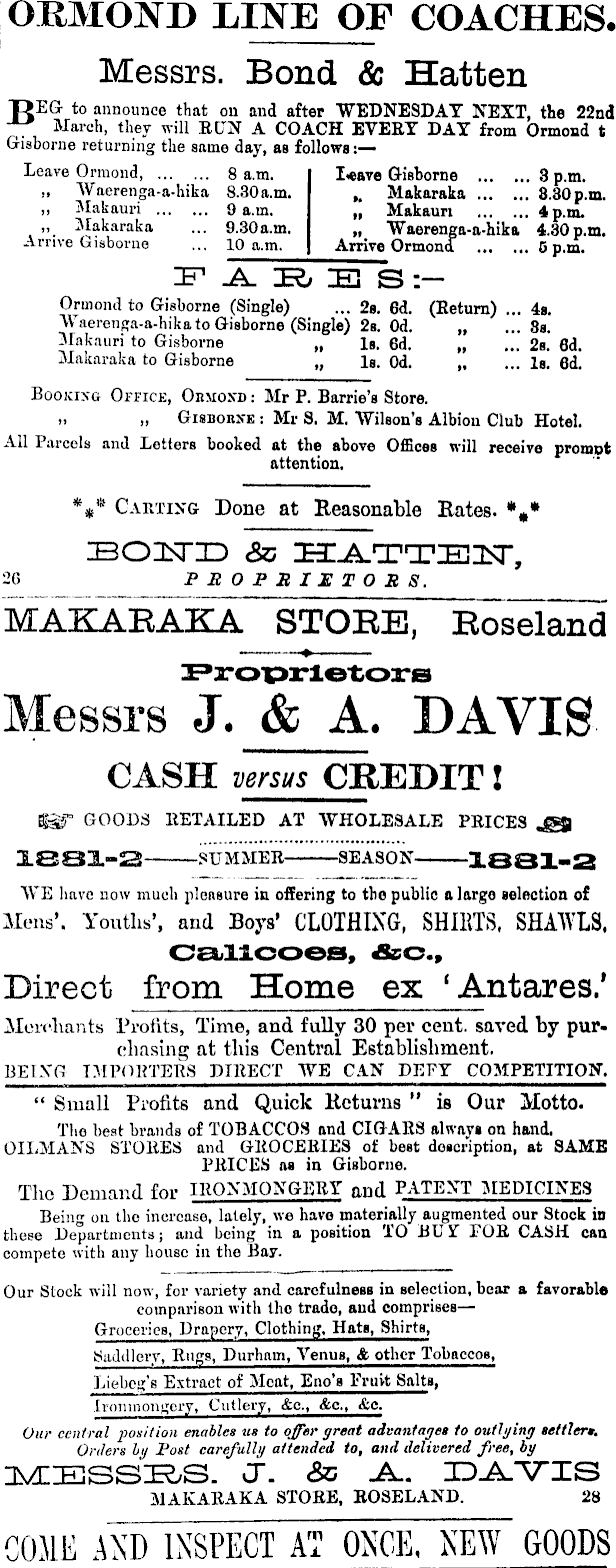 ORMOND LINE OF COACHES.
Messrs. Bond & Hatten
BEG to announce that on and after WEDNESDAY NEXT, the 22nd
March, they will RUN A COACH EVERY DAY from Ormond t
Gisborne returning the same day, as follows:—
Leave Ormond, ... ... 8 a.m.
„ Waerenga-a-hika 8.30a.m.
„ Makauri ... ... 9 a.m.
„ Makaraka ... 9.30a.m.
Arrive Gisborne ... 10 a.m.
Leave Gisborne ... ... 3 p.m.
„ Makaraka ... ... 3.30 p.m.
„ Makauri ... ... 4 p.m.
„ Waerenga-a-hika 4.30 p.m.
Arrive Ormond ... ... 5 p.m.
FARES:—
Ormond to Gisborne (Single) ... 2s. 6d. (Return) ... 4s.
Waerenga-a-hika to Gisborne (Single) 2s. 0d. „ ... 3s.
Makauri to Gisborne „ 1s. 6d. „ ... 2s. 6d.
Makaraka to Gisborne „ 1s. 0d. „ ... 1s. 6d.
BOOKING OFFICE, ORMOND: Mr P. Barrie's Store.
„ „ GISBORNE: Mr S. M. Wilson's Albion Club Hotel.
All Parcels and Letters booked at the above Offices will receive prompt
attention.
*** CARTING Done at Reasonable Rates. ***
BOND & HATTEN,
26 PROPRIETORS.
MAKARAKA STORE, Roseland
Proprietors
Messrs J. & A. DAVIS
CASH versus CREDIT!
GOODS RETAILED AT WHOLESALE PRICES
1881-2——SUMMER——SEASON——1881-2
WE have now much pleasure in offering to the public a large selection of
Mens'. Youths', and Boys' CLOTHING, SHIRTS, SHAWLS,
Calicoes, &c.,
Direct from Home ex 'Antares.'
Merchants Profits, Time, and fully 30 per cent. saved by pur-
chasing at this Central Establishment.
BEING IMPORTERS DIRECT WE CAN DEFY COMPETITION.
"Small Profits and Quick Returns" is Our Motto.
The best brands of TOBACCOS and CIGARS always on hand.
OILMANS STORES and GROCERIES of best description, at SAME
PRICES as in Gisborne.
The Demand for IRONMONGERY and PATENT MEDICINES
Being on the increase, lately, we have materially augmented our Stock in
these Departments; and being in a position TO BUY FOR CASH can
compete with any house in the Bay.
Our Stock will now, for variety and carefulness in selection, bear a favorable
comparison with the trade, and comprises—
Groceries, Drapery, Clothing, Hats, Shirts,
Saddlery, Rugs, Durham, Venus, & other Tobaccos,
Liebeg's Extract of Meat, Eno's Fruit Salts,
Ironmongery, Cutlery, &c., &c., &c.
Our central position enables us to offer great advantages to outlying settlers.
Orders by Post carefully attended to, and delivered free, by
MESSRS. J. & A. DAVIS
MAKARAKA STORE, ROSELAND. 28
COME AND INSPECT AT ONCE, NEW GOODS